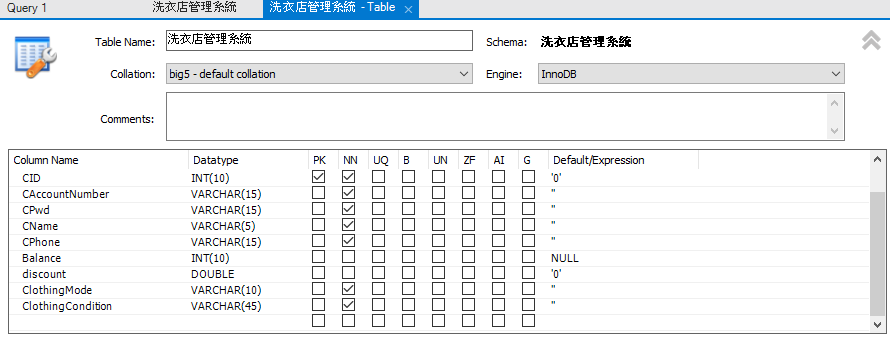 Query 1 洗衣店管理系統 洗衣店管理系統 - Table ×
Table Name: 洗衣店管理系統 Schema: 洗衣店管理系統
Collation: big5 - default collation Engine: InnoDB
Comments:
Column Name Datatype PK NN UQ B UN ZF AI G Default/Expression
CID INT(10) '0'
CAccountNumber VARCHAR(15) ''
CPwd VARCHAR(15) ''
CName VARCHAR(5) ''
CPhone VARCHAR(15) ''
Balance INT(10) NULL
discount DOUBLE '0'
ClothingMode VARCHAR(10) ''
ClothingCondition VARCHAR(45) ''